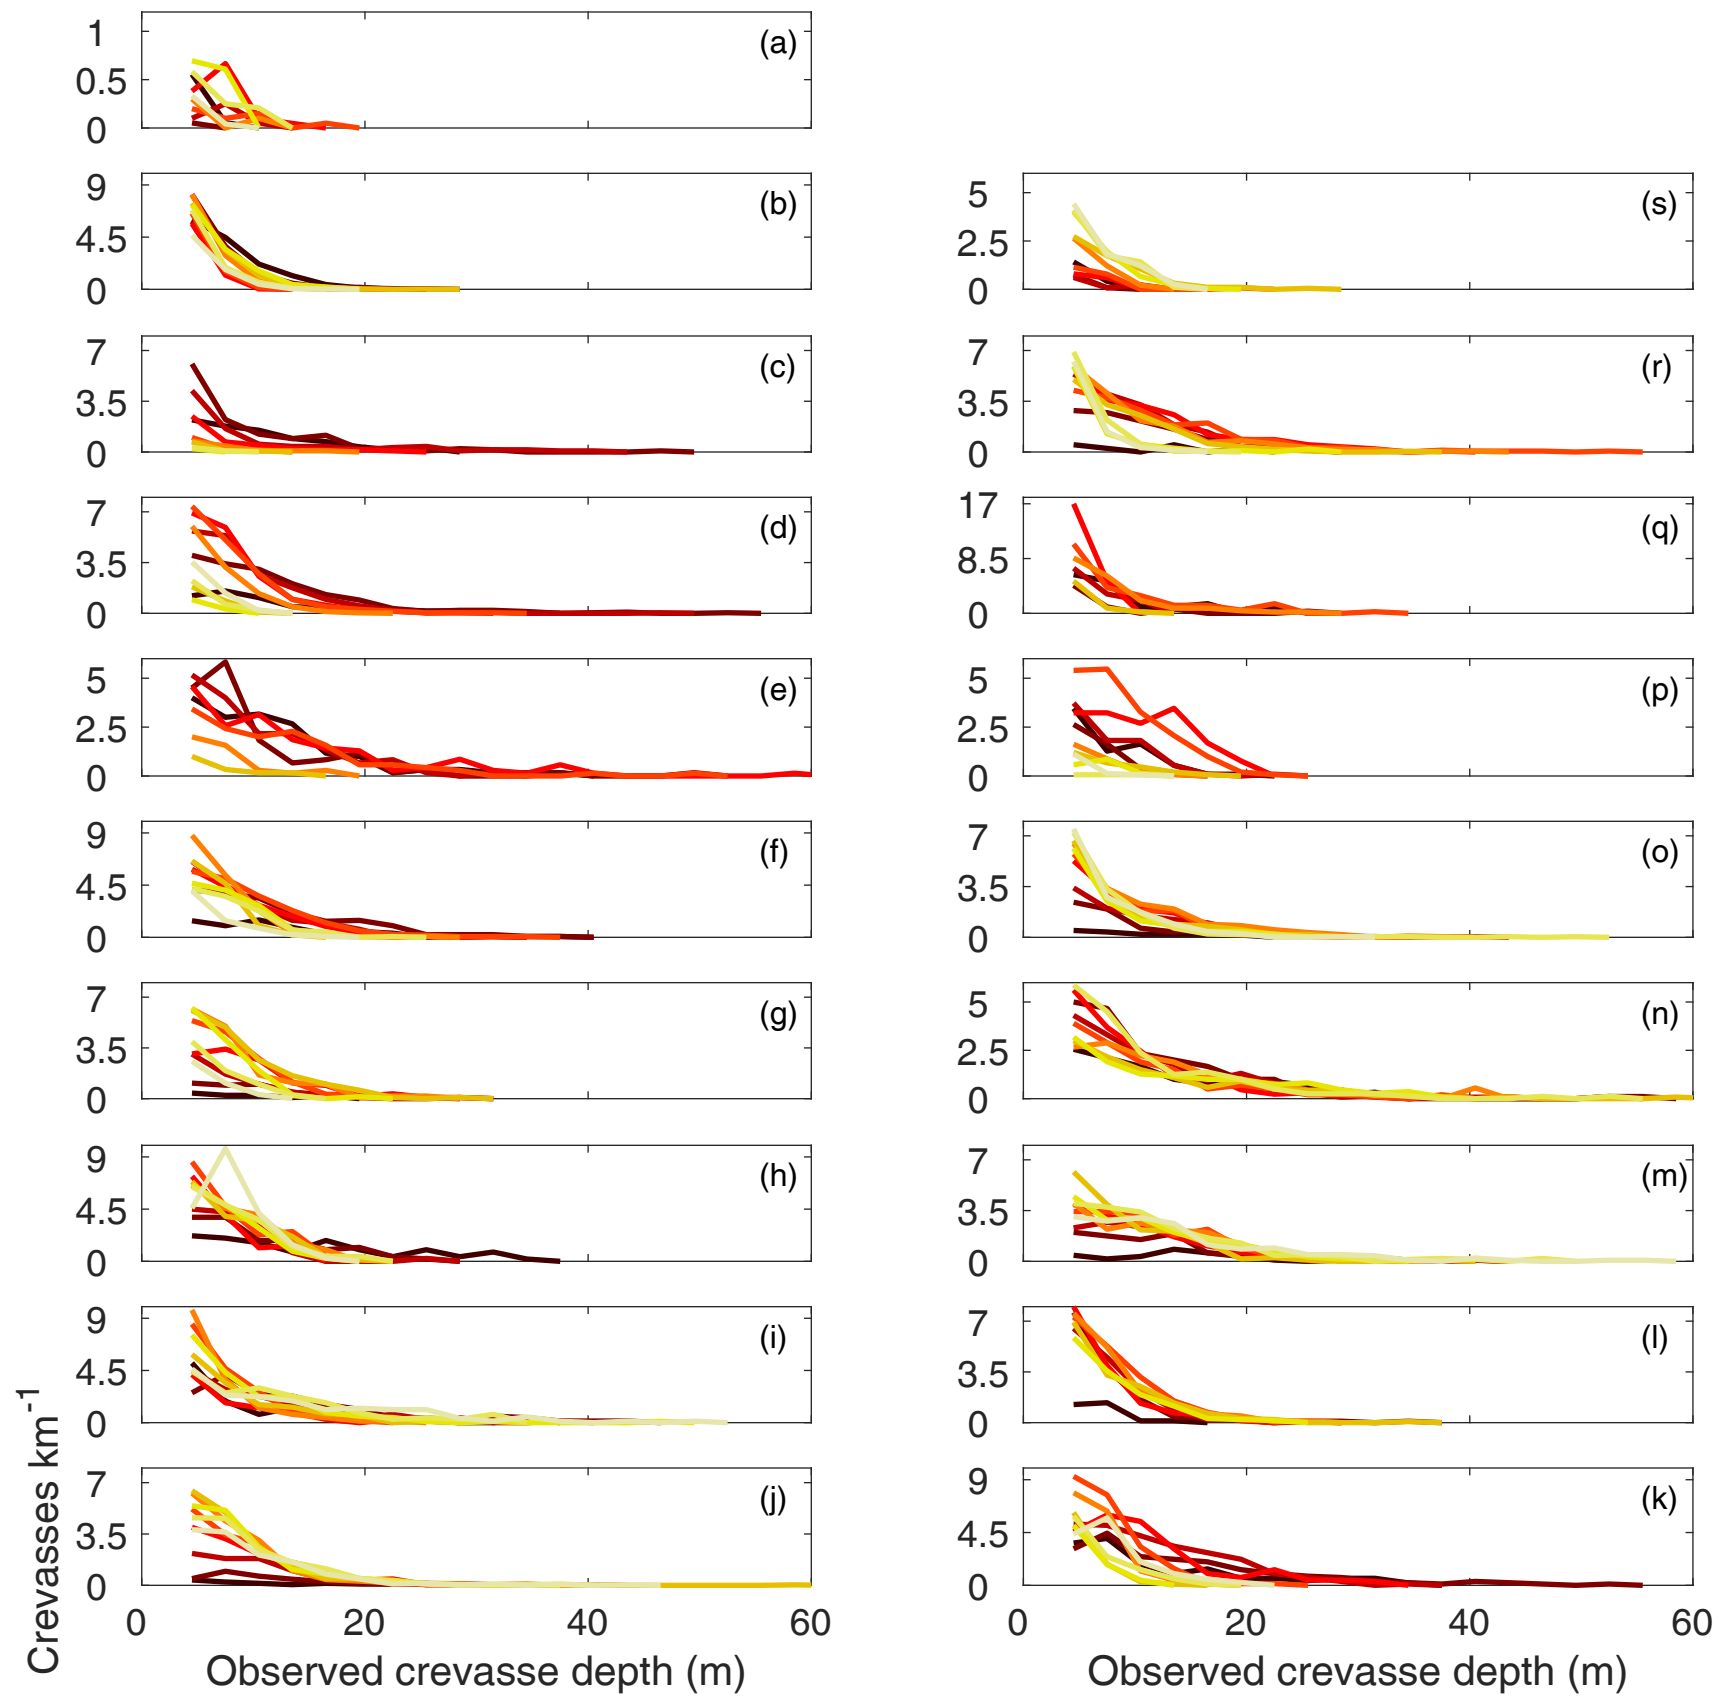 1
0.5
0
(a)
9
4.5
0
(b)
7
3.5
0
(c)
7
3.5
0
(d)
5
2.5
0
(e)
9
4.5
0
(f)
7
3.5
0
(g)
9
4.5
0
(h)
9
4.5
0
(i)
7
3.5
0
(j)
0 20 40 60
Observed crevasse depth (m)
Crevasses km-1
5
2.5
0
(s)
7
3.5
0
(r)
17
8.5
0
(q)
5
2.5
0
(p)
7
3.5
0
(o)
5
2.5
0
(n)
7
3.5
0
(m)
7
3.5
0
(l)
9
4.5
0
(k)
0 20 40 60
Observed crevasse depth (m)